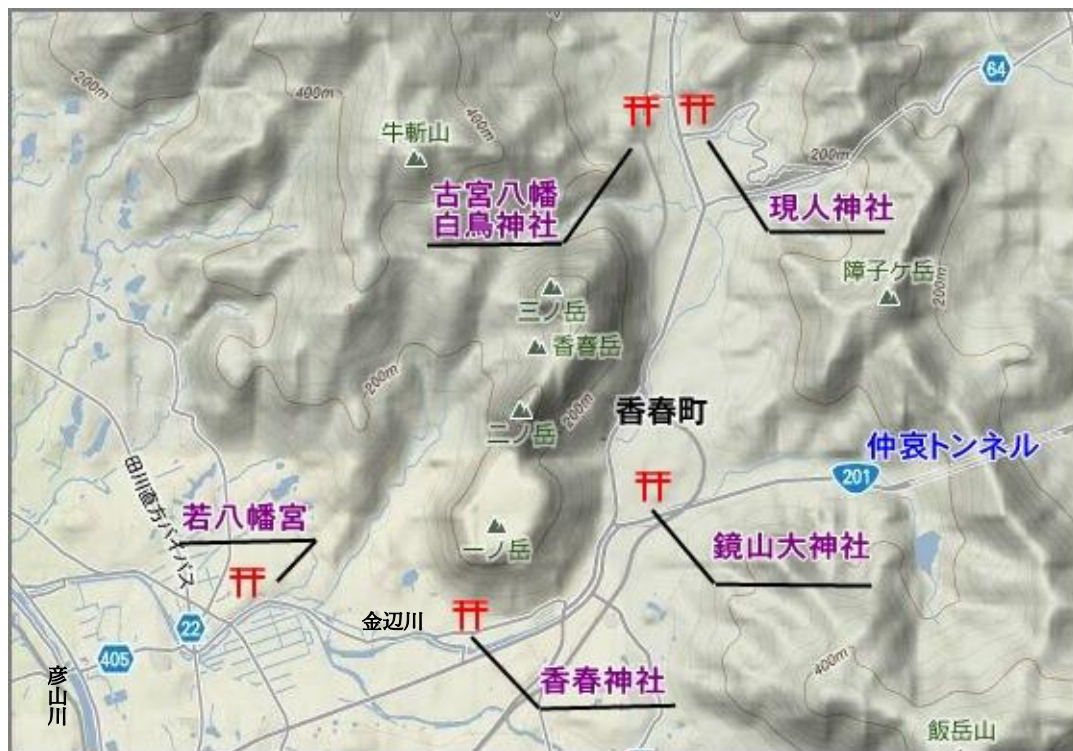 64
200m
400m
400m
牛斬山
200m
古宮八幡
白鳥神社
現人神社
障子ケ岳
200m
三ノ岳
香春岳
200m
200m
二ノ岳
香春町
仲哀トンネル
201
田川直方バイパス
若八幡宮
一ノ岳
鏡山大神社
金辺川
22
405
彦山川
香春神社
400m
飯岳山